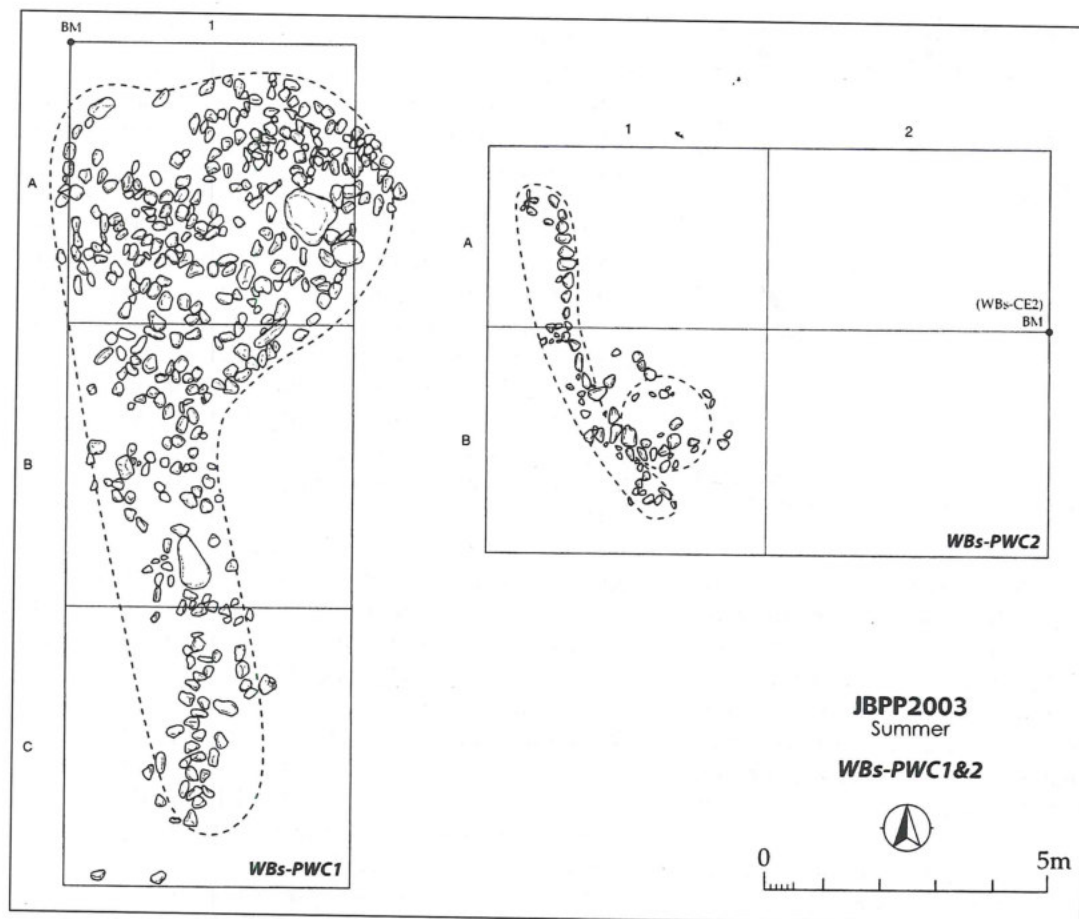 BM
1
A
B
C
WBs-PWC1
1
2
A
B
(WBs-CE2)
BM
WBs-PWC2
JBPP2003
Summer
WBs-PWC1&2
0
5m